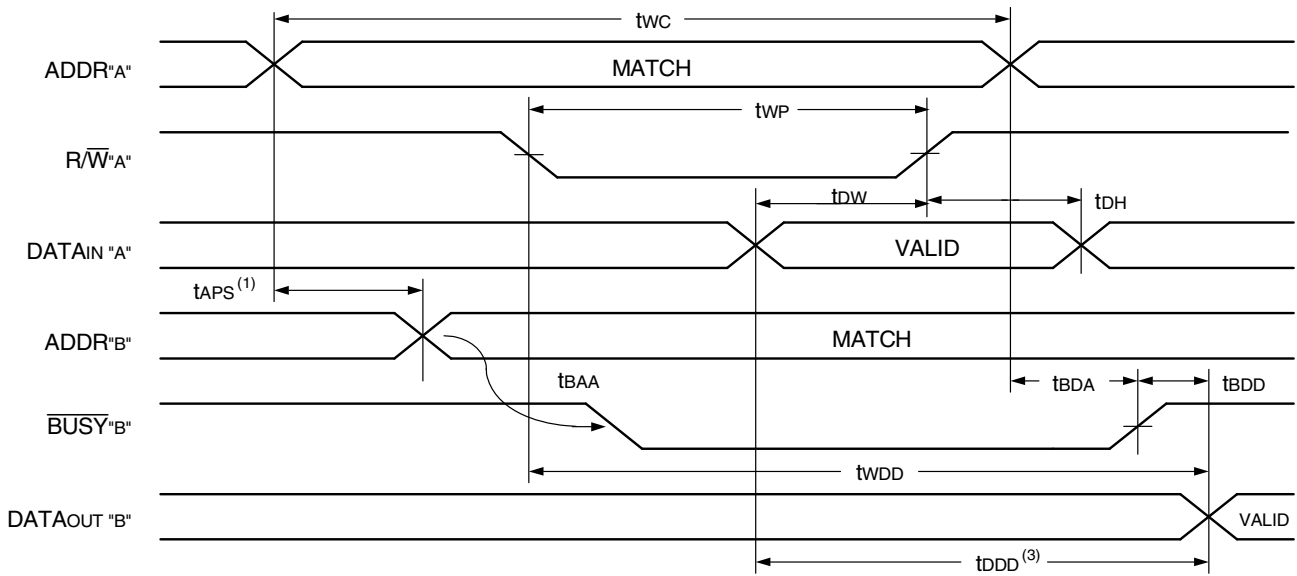 tWC
ADDR"A"
MATCH
tWP
R/W̅"A"
tDW
tDH
DATAIN "A"
VALID
tAPS(1)
ADDR"B"
MATCH
tBAA
tBDA
tBDD
B̅U̅S̅Y̅"B"
tWDD
DATAOUT "B"
VALID
tDDD(3)